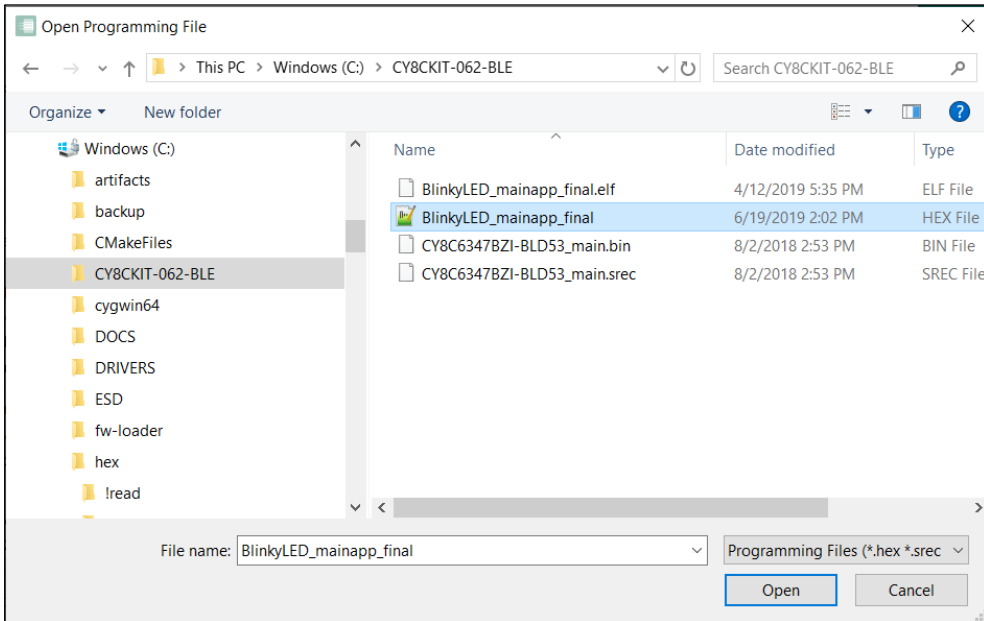 Open Programming File
This PC > Windows (C:) > CY8CKIT-062-BLE
Search CY8CKIT-062-BLE
Organize
New folder
?
Windows (C:)
artifacts
backup
CMakeFiles
CY8CKIT-062-BLE
cygwin64
DOCS
DRIVERS
ESD
fw-loader
hex
!read
Name Date modified Type
BlinkyLED_mainapp_final.elf 4/12/2019 5:35 PM ELF File
BlinkyLED_mainapp_final 6/19/2019 2:02 PM HEX File
CY8C6347BZI-BLD53_main.bin 8/2/2018 2:53 PM BIN File
CY8C6347BZI-BLD53_main.srec 8/2/2018 2:53 PM SREC File
File name: BlinkyLED_mainapp_final
Programming Files (*.hex *.srec
Open
Cancel